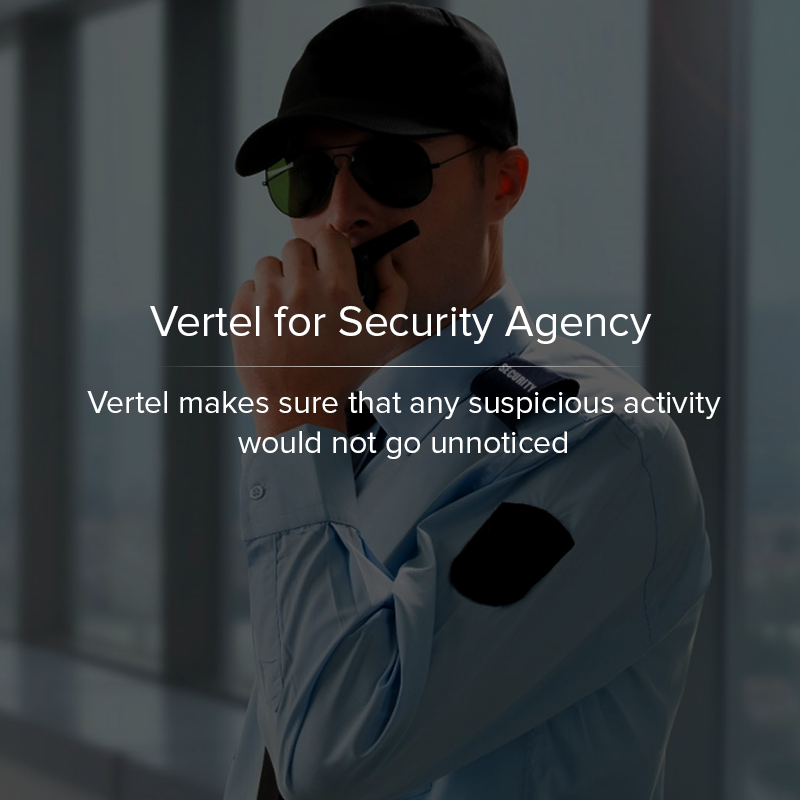 Vertel for Security Agency
SECURITY
Vertel makes sure that any suspicious activity
would not go unnoticed